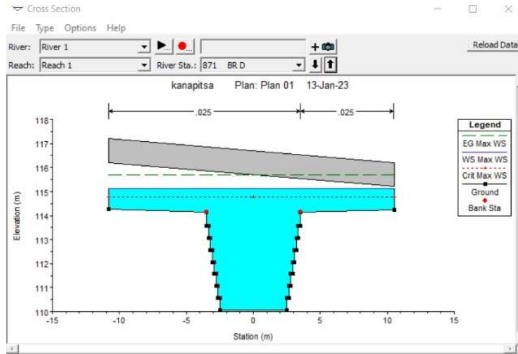 Cross Section
File Type Options Help
River: River 1
Reload Data
Reach: Reach 1 River Sta.: 871 BR D
kanapitsa Plan: Plan 01 13-Jan-23
.025 .025
Legend
EG Max WS
WS Max WS
Crit Max WS
Ground
Bank Sta
118
117
116
115
114
113
112
111
110
Elevation (m)
-15 -10 -5 0 5 10 15
Station (m)